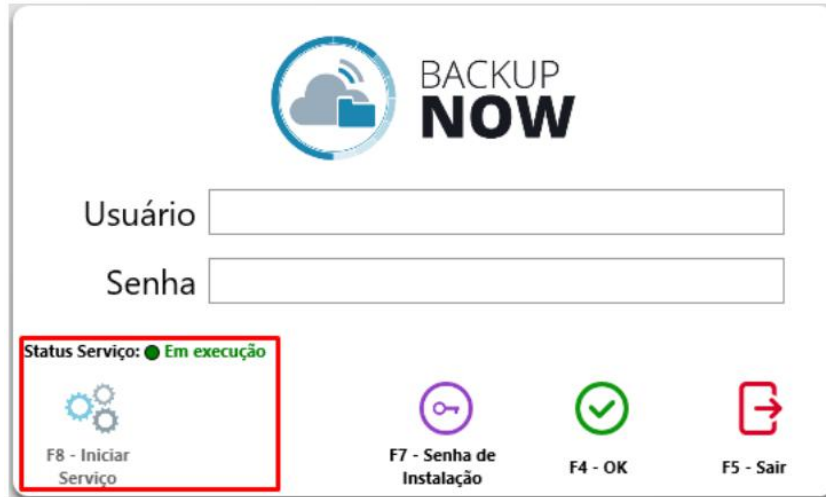 BACKUP
NOW
Usuário
Senha
Status Serviço: Em execução
F8 - Iniciar
Serviço
F7 - Senha de
Instalação
F4 - OK
F5 - Sair